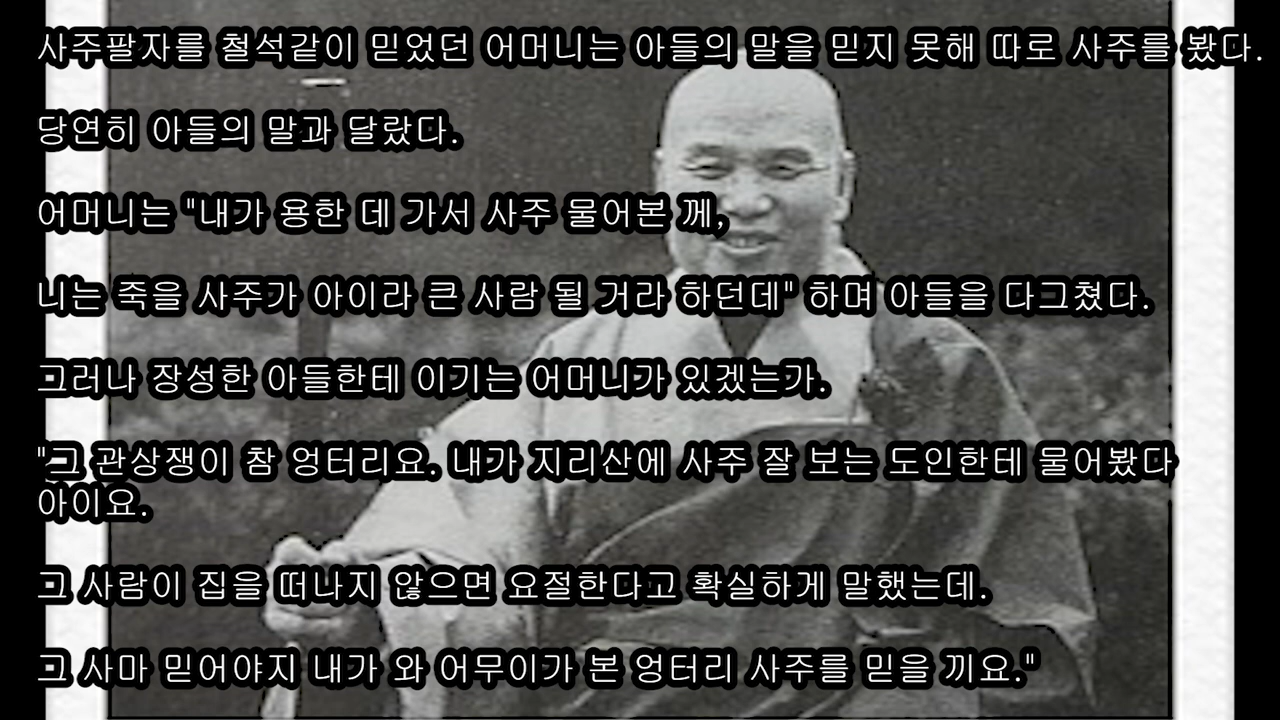 사주팔자를 철석같이 믿었던 어머니는 아들의 말을 믿지 못해 따로 사주를 봤다.
당연히 아들의 말과 달랐다.
어머니는 "내가 용한 데 가서 사주 물어본 께,
니는 죽을 사주가 아이라 큰 사람 될 거라 하던데" 하며 아들을 다그쳤다.
그러나 장성한 아들한테 이기는 어머니가 있겠는가.
"그 관상쟁이 참 엉터리요. 내가 지리산에 사주 잘 보는 도인한테 물어봤다
아이요.
그 사람이 집을 떠나지 않으면 요절한다고 확실하게 말했는데.
그 사마 믿어야지 내가 와 어무이가 본 엉터리 사주를 믿을 끼요."